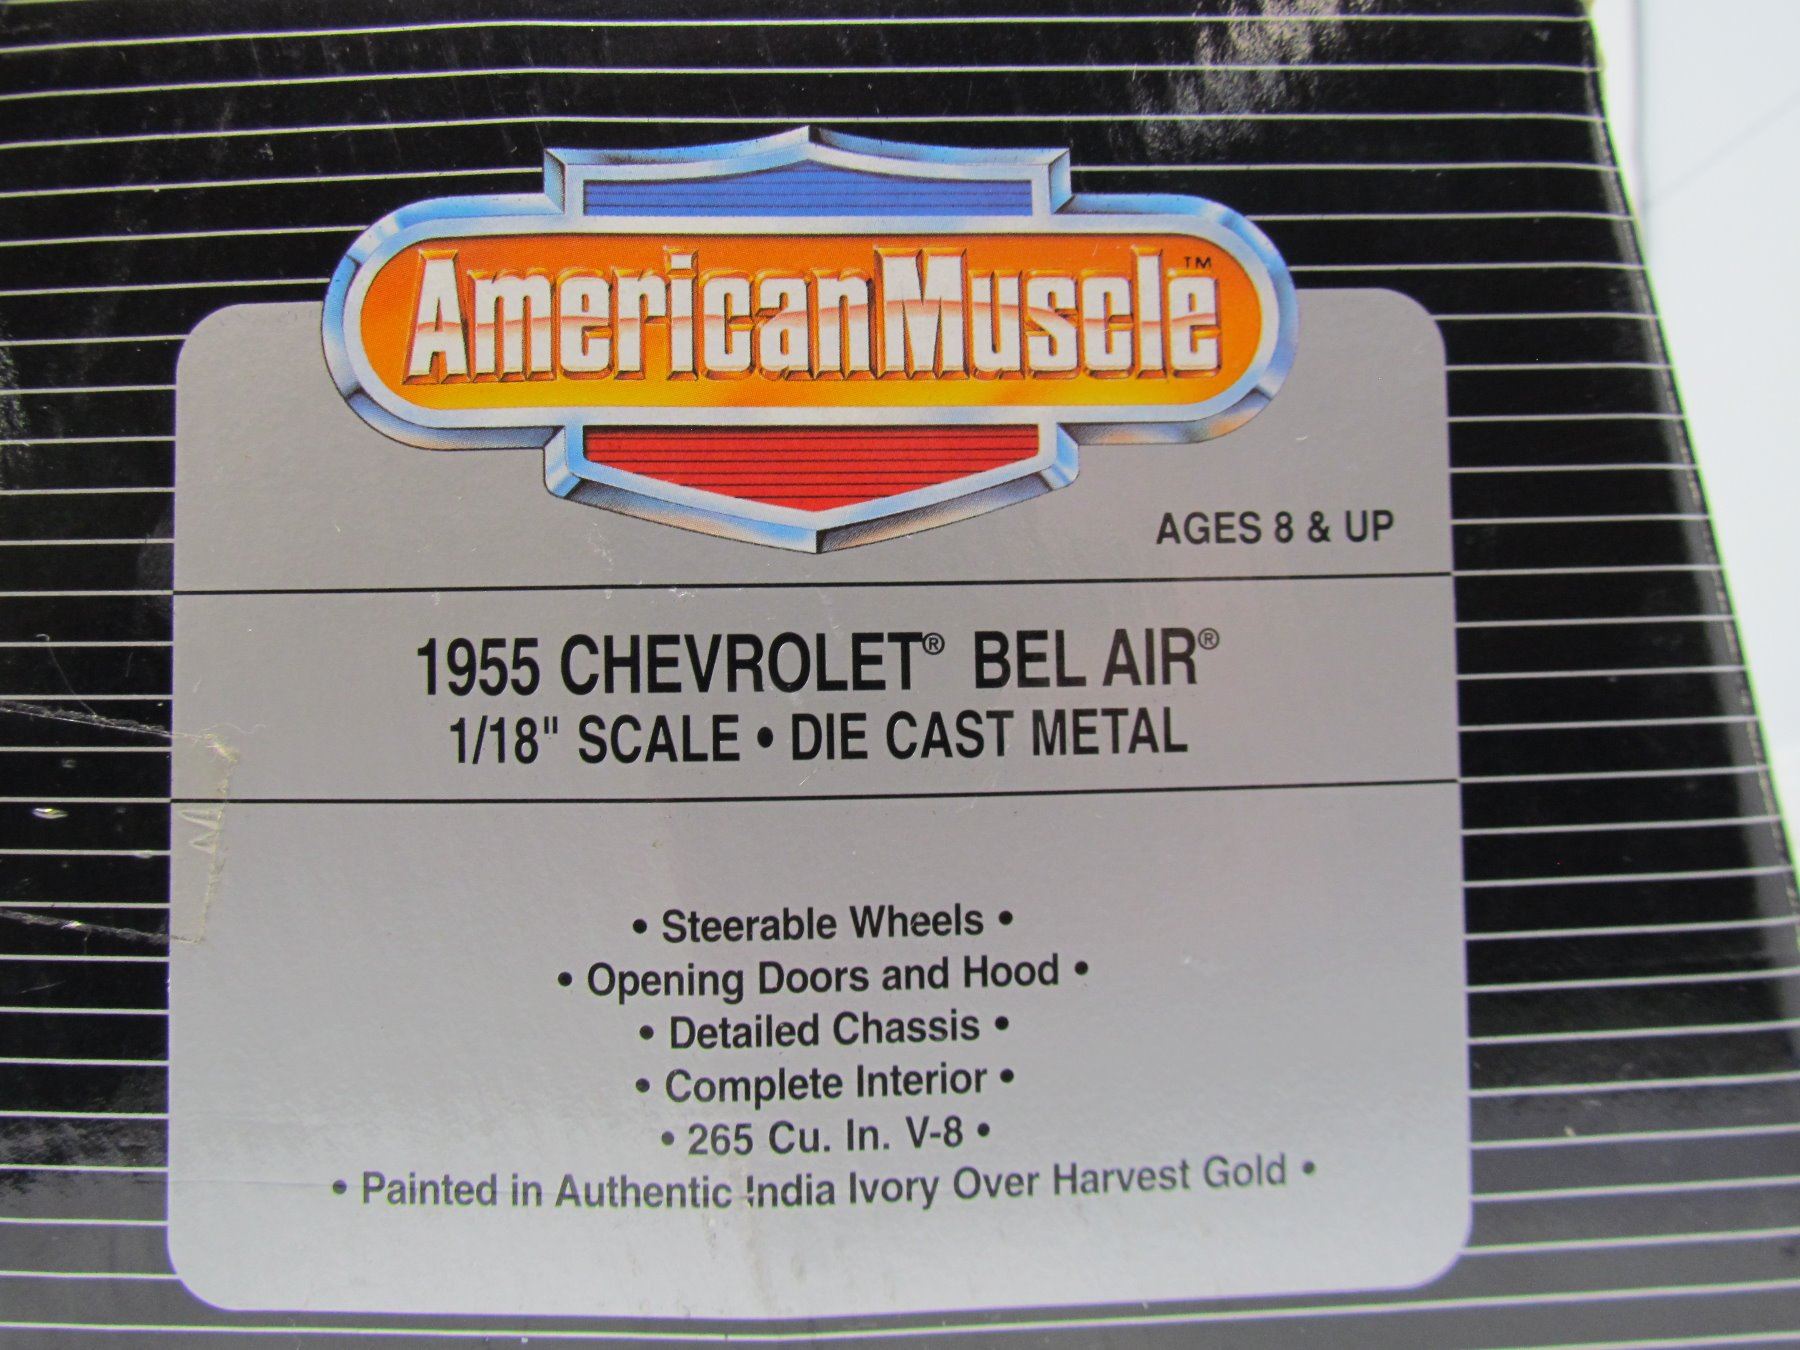 AmericanMuscle™
AGES 8 & UP
1955 CHEVROLET® BEL AIR®
1/18" SCALE • DIE CAST METAL
• Steerable Wheels •
• Opening Doors and Hood •
• Detailed Chassis •
• Complete Interior •
• 265 Cu. In. V-8 •
• Painted in Authentic India Ivory Over Harvest Gold •